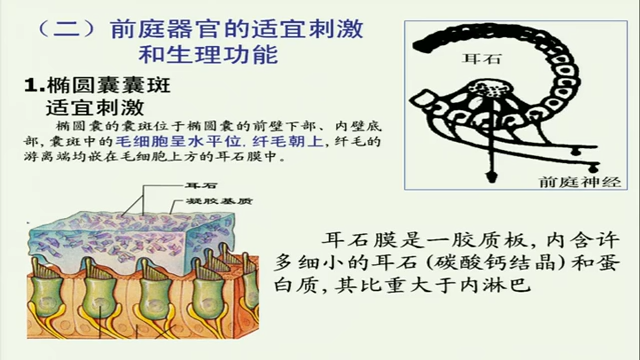 （二）前庭器官的适宜刺激
和生理功能
1.椭圆囊囊斑
适宜刺激
椭圆囊的囊斑位于椭圆囊的前壁下部、内壁底
部,囊斑中的毛细胞呈水平位.纤毛朝上,纤毛的
游离端均嵌在毛细胞上方的耳石膜中。
耳石
前庭神经
耳石
凝胶基质
耳石膜是一胶质板,内含许
多细小的耳石(碳酸钙结晶)和蛋
白质,其比重大于内淋巴